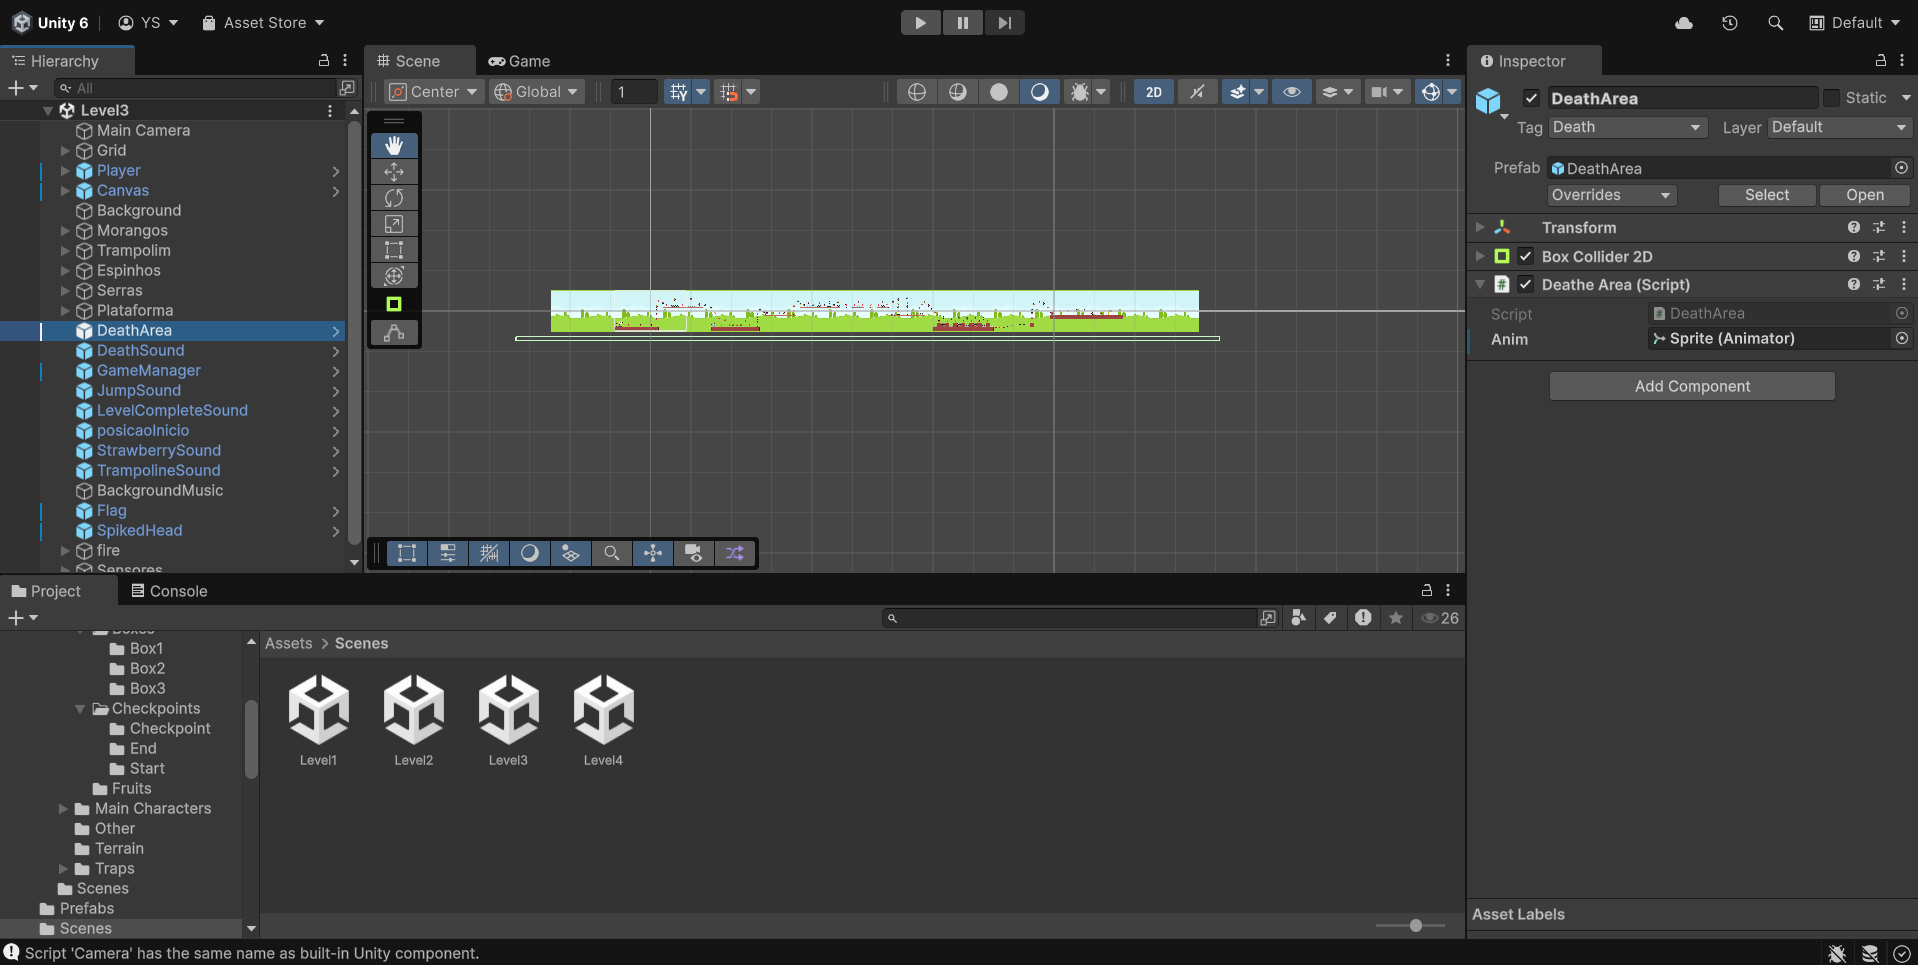 Unity 6
YS
Asset Store
Default
Hierarchy
All
Level3
Main Camera
Grid
Player
Canvas
Background
Morangos
Trampolim
Espinhos
Serras
Plataforma
DeathArea
DeathSound
GameManager
JumpSound
LevelCompleteSound
posicaoInicio
StrawberrySound
TrampolineSound
BackgroundMusic
Flag
SpikedHead
fire
Sensores
Scene
Game
Center
Global
1
2D
Inspector
DeathArea
Static
Tag
Death
Layer
Default
Prefab
DeathArea
Overrides
Select
Open
Transform
Box Collider 2D
Deathe Area (Script)
Script
DeathArea
Anim
Sprite (Animator)
Add Component
Asset Labels
Project
Console
26
Boxes
Box1
Box2
Box3
Checkpoints
Checkpoint
End
Start
Fruits
Main Characters
Other
Terrain
Traps
Scenes
Prefabs
Scenes
Assets > Scenes
Level1
Level2
Level3
Level4
Script 'Camera' has the same name as built-in Unity component.